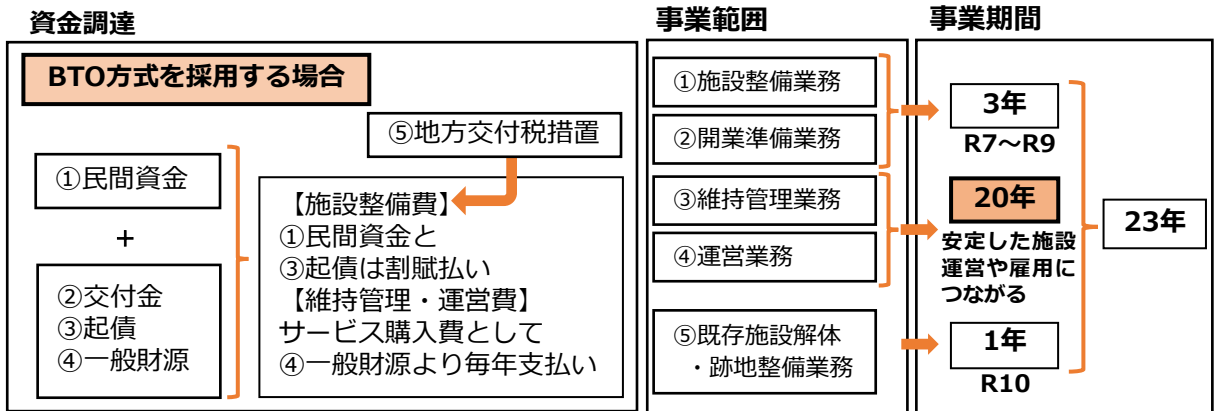 資金調達
BTO方式を採用する場合
⑤地方交付税措置
①民間資金
+
②交付金
③起債
④一般財源
【施設整備費】
①民間資金と
③起債は割賦払い
【維持管理・運営費】
サービス購入費として
④一般財源より毎年支払い
事業範囲
①施設整備業務
②開業準備業務
③維持管理業務
④運営業務
⑤既存施設解体
・跡地整備業務
事業期間
3年
R7～R9
20年
安定した施設
運営や雇用に
つながる
1年
R10
23年